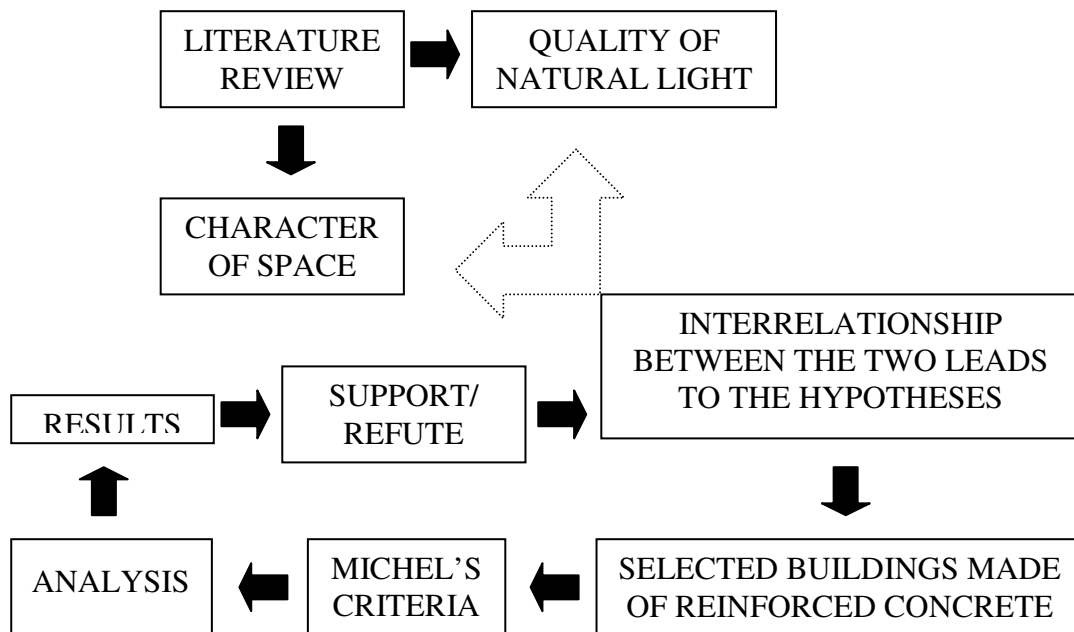 LITERATURE
REVIEW
QUALITY OF
NATURAL LIGHT
CHARACTER
OF SPACE
INTERRELATIONSHIP
BETWEEN THE TWO LEADS
TO THE HYPOTHESES
RESULTS
SUPPORT/
REFUTE
ANALYSIS
MICHEL’S
CRITERIA
SELECTED BUILDINGS MADE
OF REINFORCED CONCRETE